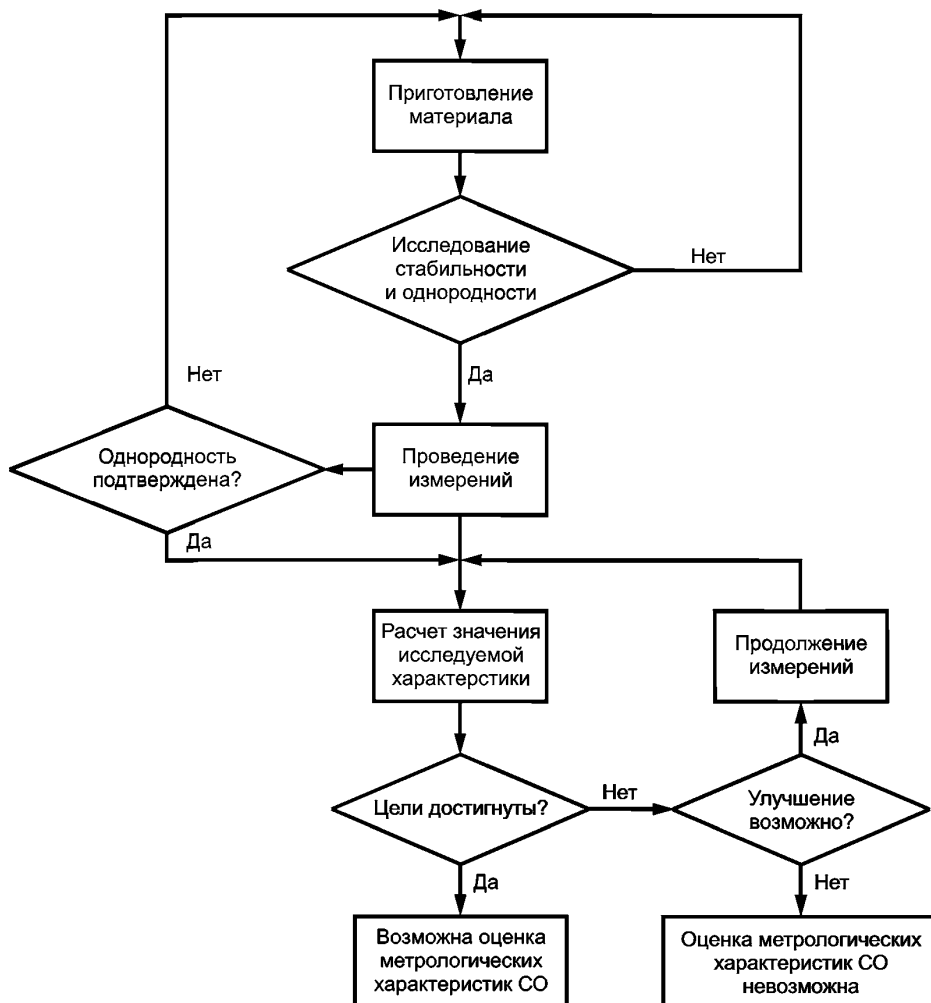 Приготовление
материала
Исследование
стабильности
и однородности
Нет
Да
Нет
Однородность
подтверждена?
Проведение
измерений
Да
Расчет значения
исследуемой
характерстики
Продолжение
измерений
Да
Цели достигнуты?
Нет
Улучшение
возможно?
Да
Нет
Возможна оценка
метрологических
характеристик СО
Оценка метрологических
характеристик СО
невозможна